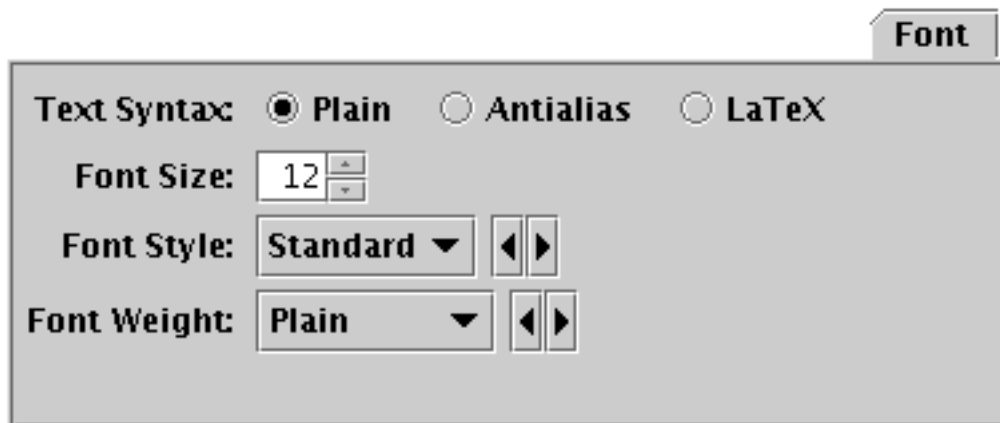 Font
Text Syntax: Plain Antialias LaTeX
Font Size: 12
Font Style: Standard
Font Weight: Plain